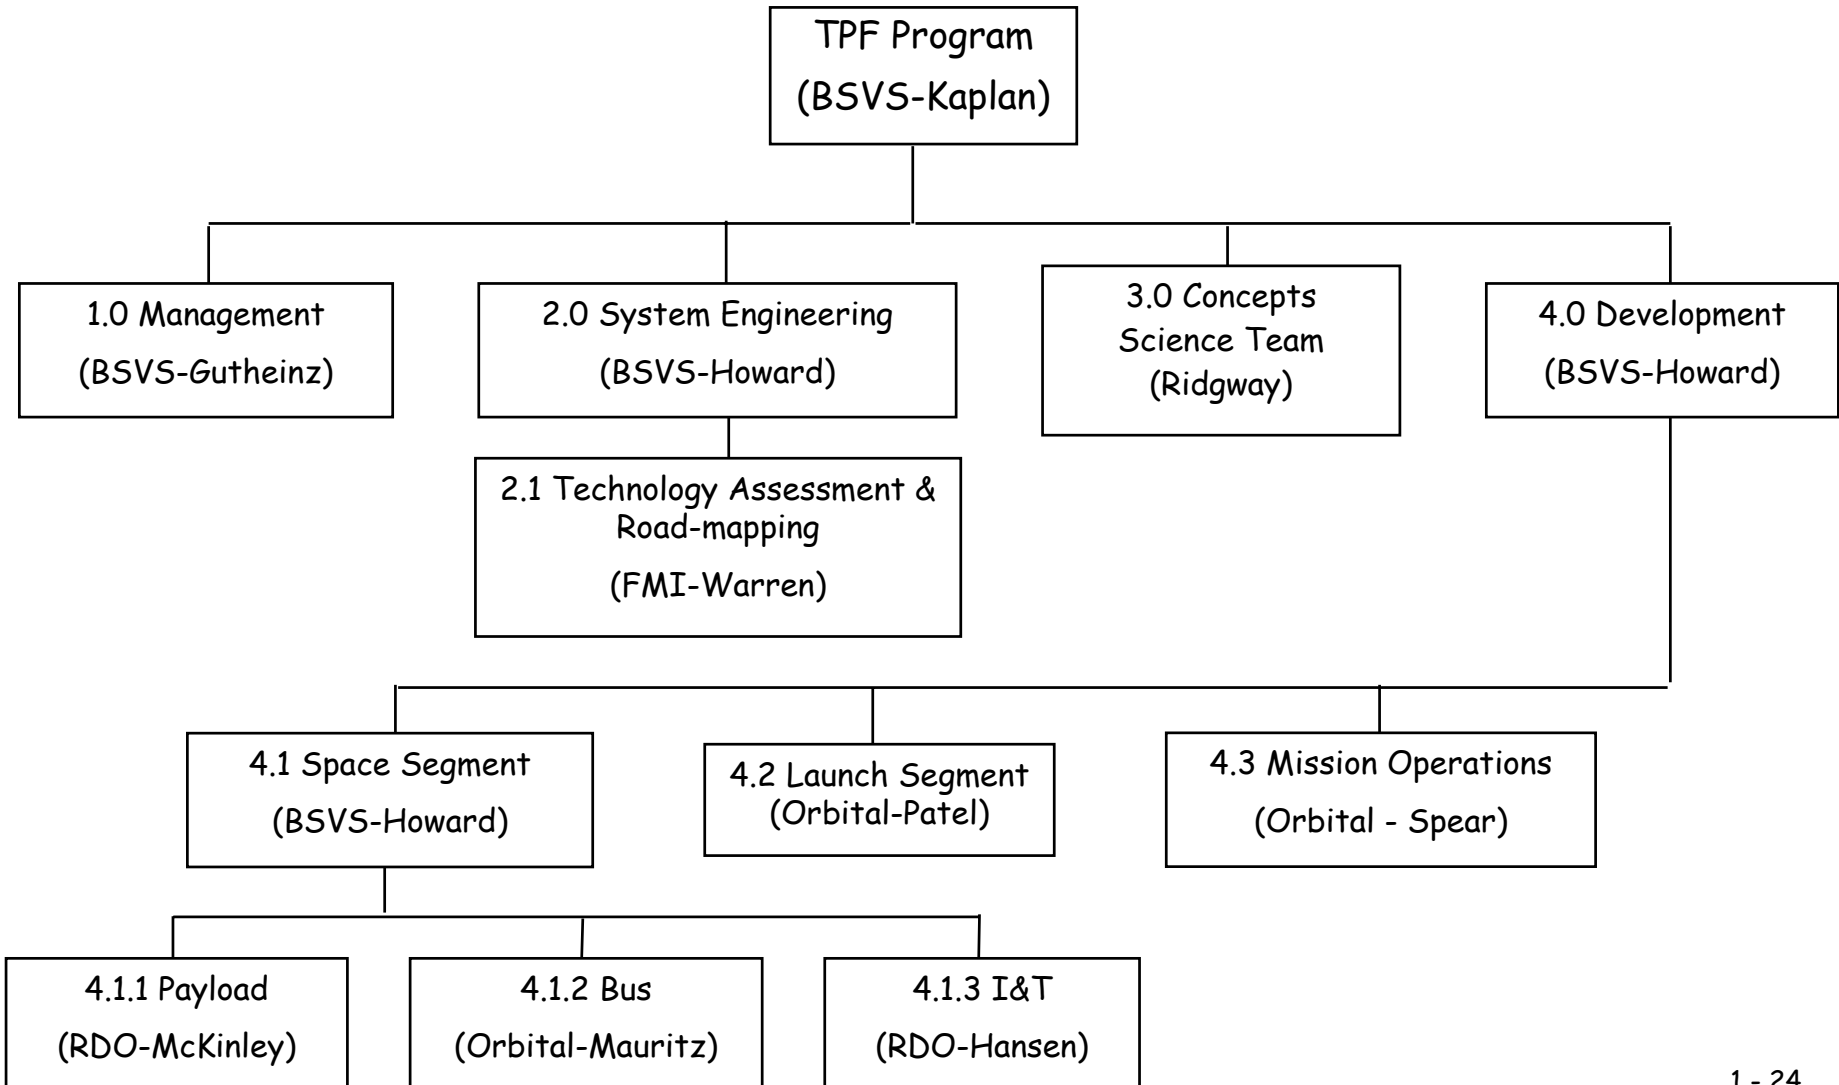 TPF Program
(BSVS-Kaplan)
1.0 Management
(BSVS-Gutheinz)
2.0 System Engineering
(BSVS-Howard)
3.0 Concepts
Science Team
(Ridgway)
4.0 Development
(BSVS-Howard)
2.1 Technology Assessment &
Road-mapping
(FMI-Warren)
4.1 Space Segment
(BSVS-Howard)
4.2 Launch Segment
(Orbital-Patel)
4.3 Mission Operations
(Orbital - Spear)
4.1.1 Payload
(RDO-McKinley)
4.1.2 Bus
(Orbital-Mauritz)
4.1.3 I&T
(RDO-Hansen)
1 - 24